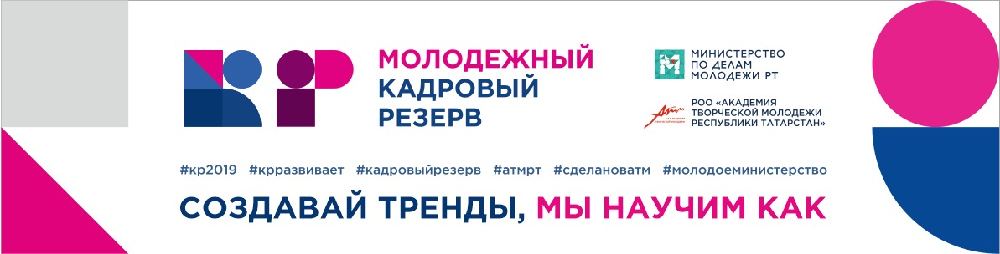 МОЛОДЕЖНЫЙ
КАДРОВЫЙ
РЕЗЕРВ
МИНИСТЕРСТВО
ПО ДЕЛАМ
МОЛОДЕЖИ РТ
РОО «АКАДЕМИЯ
ТВОРЧЕСКОЙ МОЛОДЕЖИ
РЕСПУБЛИКИ ТАТАРСТАН»
#кр2019 #крразвивает #кадровыйрезерв #атмрт #сделановатм #молодоеминистерство
СОЗДАВАЙ ТРЕНДЫ, МЫ НАУЧИМ КАК